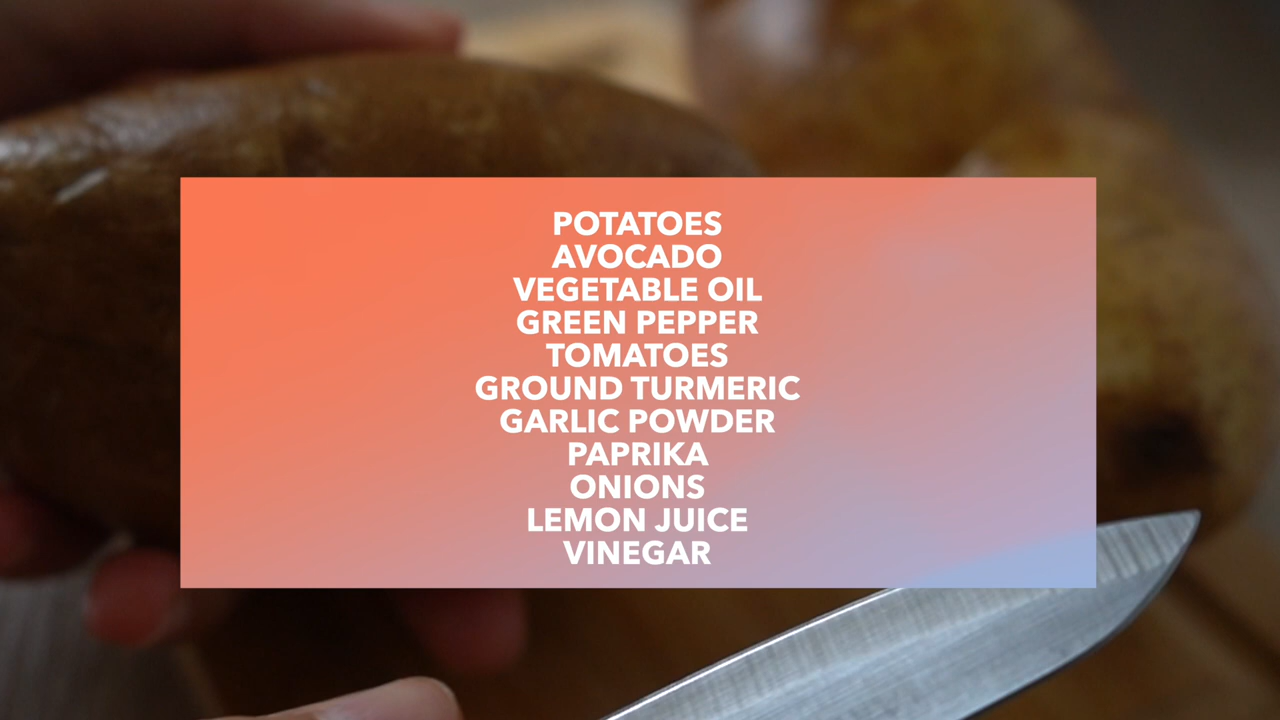 POTATOES
AVOCADO
VEGETABLE OIL
GREEN PEPPER
TOMATOES
GROUND TURMERIC
GARLIC POWDER
PAPRIKA
ONIONS
LEMON JUICE
VINEGAR